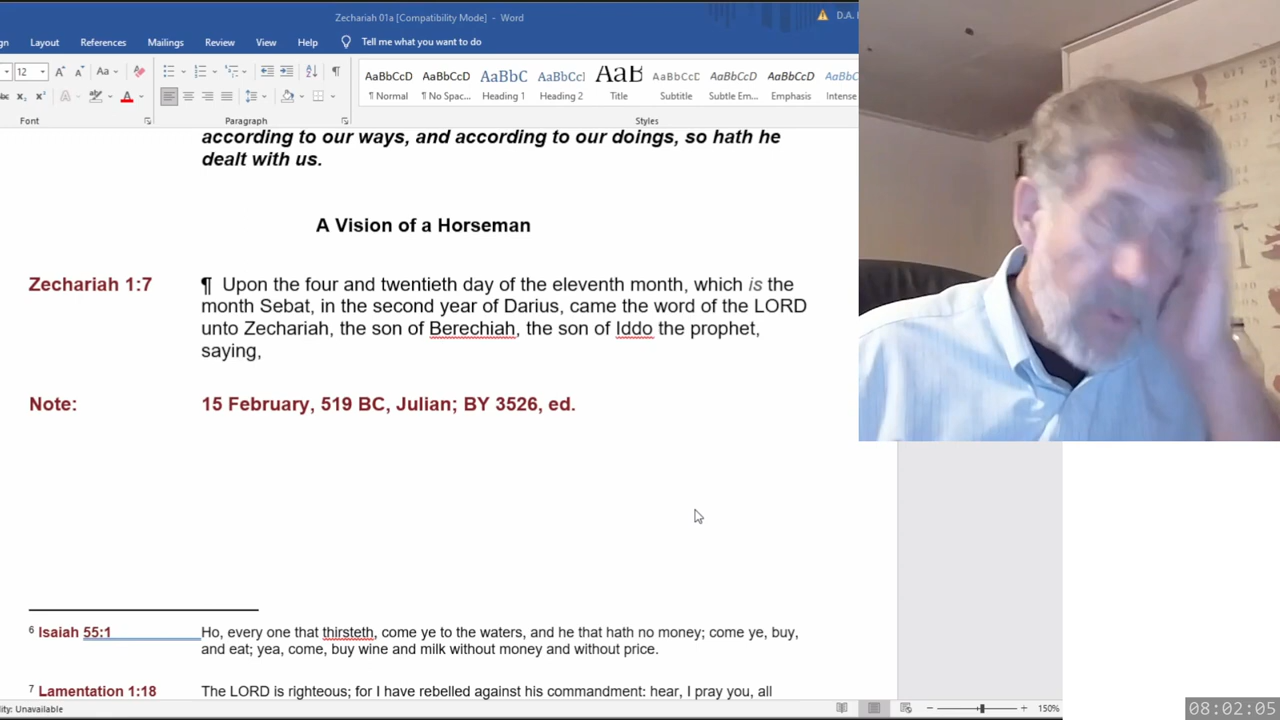 Zechariah 01a [Compatibility Mode] - Word
D.A.
gn Layout References Mailings Review View Help Tell me what you want to do
12 Aa
AaBbCcD AaBbCcD AaBbC AaBbCcl AaB AaBbCcD AaBbCcD AaBbCcD AaBbCcD
¶ Normal ¶ No Spac... Heading 1 Heading 2 Title Subtitle Subtle Em... Emphasis Intense
Font Paragraph Styles
according to our ways, and according to our doings, so hath he
dealt with us.
A Vision of a Horseman
Zechariah 1:7 ¶ Upon the four and twentieth day of the eleventh month, which is the
month Sebat, in the second year of Darius, came the word of the LORD
unto Zechariah, the son of Berechiah, the son of Iddo the prophet,
saying,
Note: 15 February, 519 BC, Julian; BY 3526, ed.
6 Isaiah 55:1 Ho, every one that thirsteth, come ye to the waters, and he that hath no money; come ye, buy,
and eat; yea, come, buy wine and milk without money and without price.
7 Lamentation 1:18 The LORD is righteous; for I have rebelled against his commandment: hear, I pray you, all
ity: Unavailable 150%
08:02:05